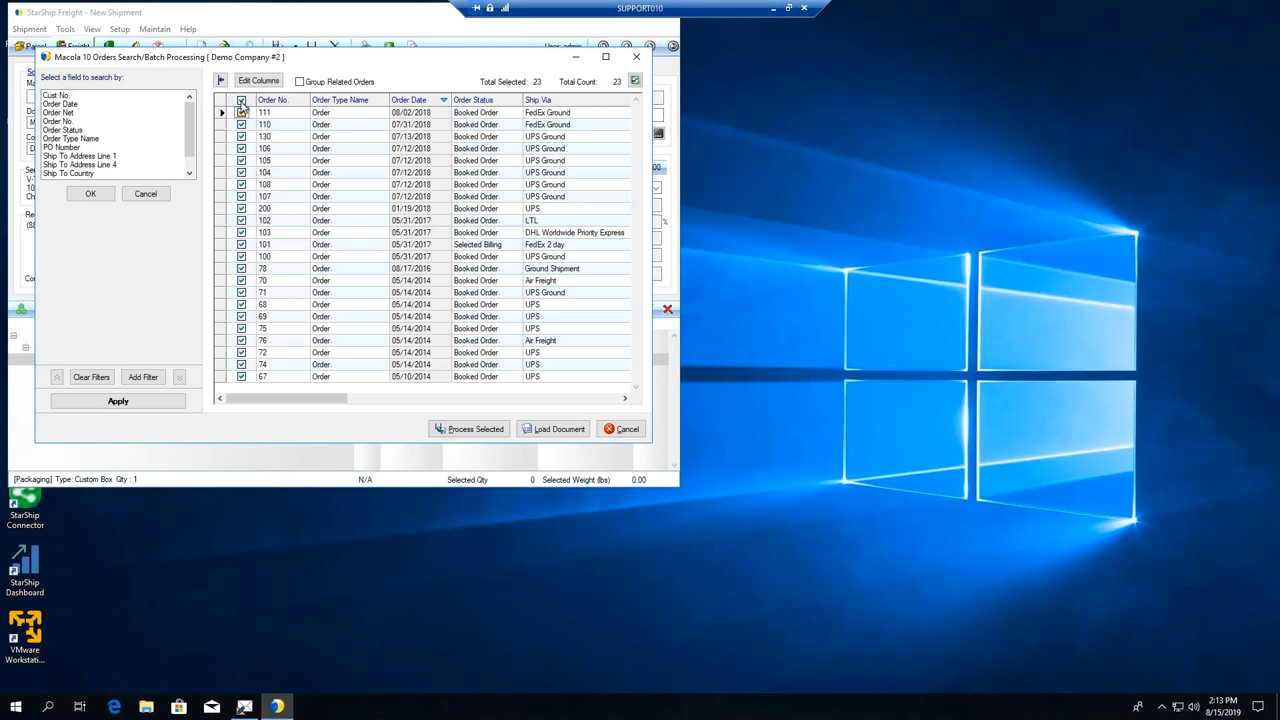 StarShip Freight - New Shipment
SUPPORT010
Shipment Tools View Setup Maintain Help
Macola 10 Orders Search/Batch Processing [ Demo Company #2 ]
Select a field to search by:
Edit Columns Group Related Orders Total Selected: 23 Total Count: 23
Cust No.
Order Date
Order Net
Order No.
Order Status
Order Type Name
PO Number
Ship To Address Line 1
Ship To Address Line 4
Ship To Country
OK Cancel
Clear Filters Add Filter
Apply
Order No. Order Type Name Order Date Order Status Ship Via
111 Order 08/02/2018 Booked Order FedEx Ground
110 Order 07/31/2018 Booked Order FedEx Ground
130 Order 07/13/2018 Booked Order UPS Ground
106 Order 07/12/2018 Booked Order UPS Ground
105 Order 07/12/2018 Booked Order UPS Ground
104 Order 07/12/2018 Booked Order UPS Ground
108 Order 07/12/2018 Booked Order UPS Ground
107 Order 07/12/2018 Booked Order UPS Ground
200 Order 01/19/2018 Booked Order UPS
102 Order 05/31/2017 Booked Order LTL
103 Order 05/31/2017 Booked Order DHL Worldwide Priority Express
101 Order 05/31/2017 Selected Billing FedEx 2 day
100 Order 05/31/2017 Booked Order UPS Ground
78 Order 08/17/2016 Booked Order Ground Shipment
70 Order 05/14/2014 Booked Order Air Freight
71 Order 05/14/2014 Booked Order UPS Ground
68 Order 05/14/2014 Booked Order UPS
69 Order 05/14/2014 Booked Order UPS
75 Order 05/14/2014 Booked Order UPS
76 Order 05/14/2014 Booked Order Air Freight
72 Order 05/14/2014 Booked Order UPS
74 Order 05/14/2014 Booked Order UPS
67 Order 05/10/2014 Booked Order UPS
Process Selected Load Document Cancel
[Packaging] Type: Custom Box Qty : 1 N/A Selected Qty 0 Selected Weight (lbs) 0.00
StarShip
Connector
StarShip
Dashboard
VMware
Workstati...
2:13 PM
8/15/2019